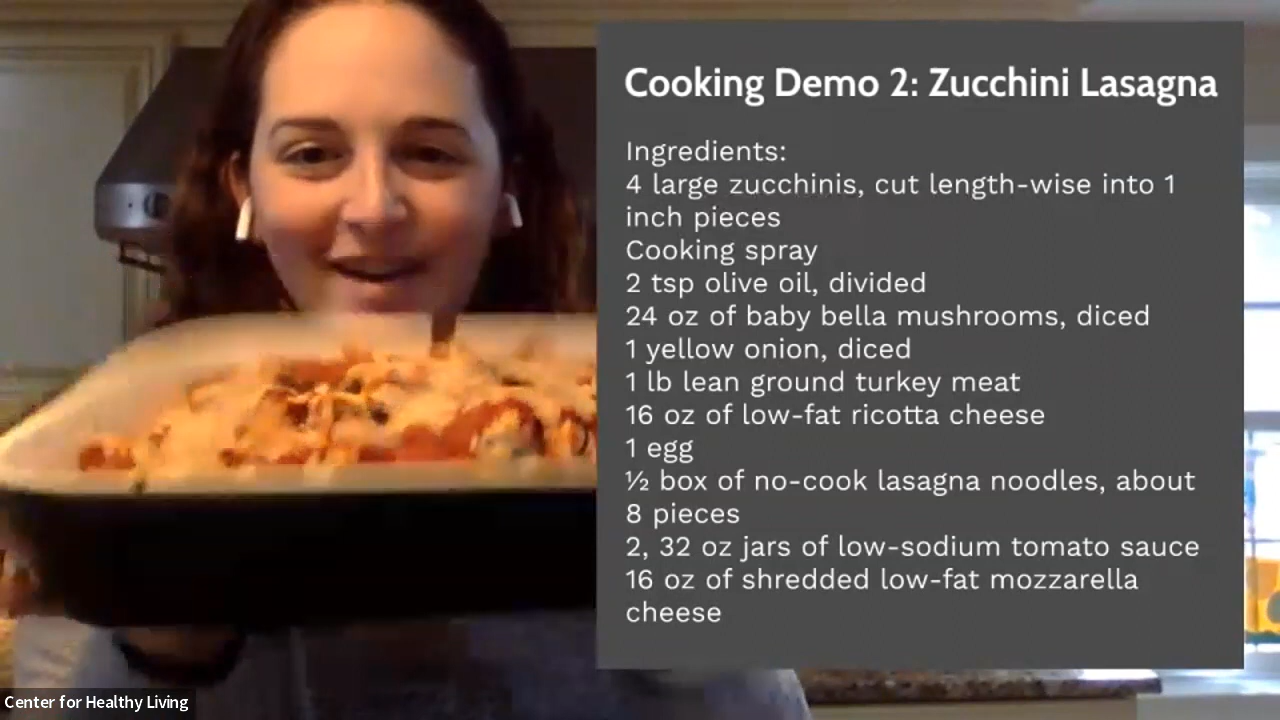 Cooking Demo 2: Zucchini Lasagna
Ingredients:
4 large zucchinis, cut length-wise into 1
inch pieces
Cooking spray
2 tsp olive oil, divided
24 oz of baby bella mushrooms, diced
1 yellow onion, diced
1 lb lean ground turkey meat
16 oz of low-fat ricotta cheese
1 egg
½ box of no-cook lasagna noodles, about
8 pieces
2, 32 oz jars of low-sodium tomato sauce
16 oz of shredded low-fat mozzarella
cheese
Center for Healthy Living